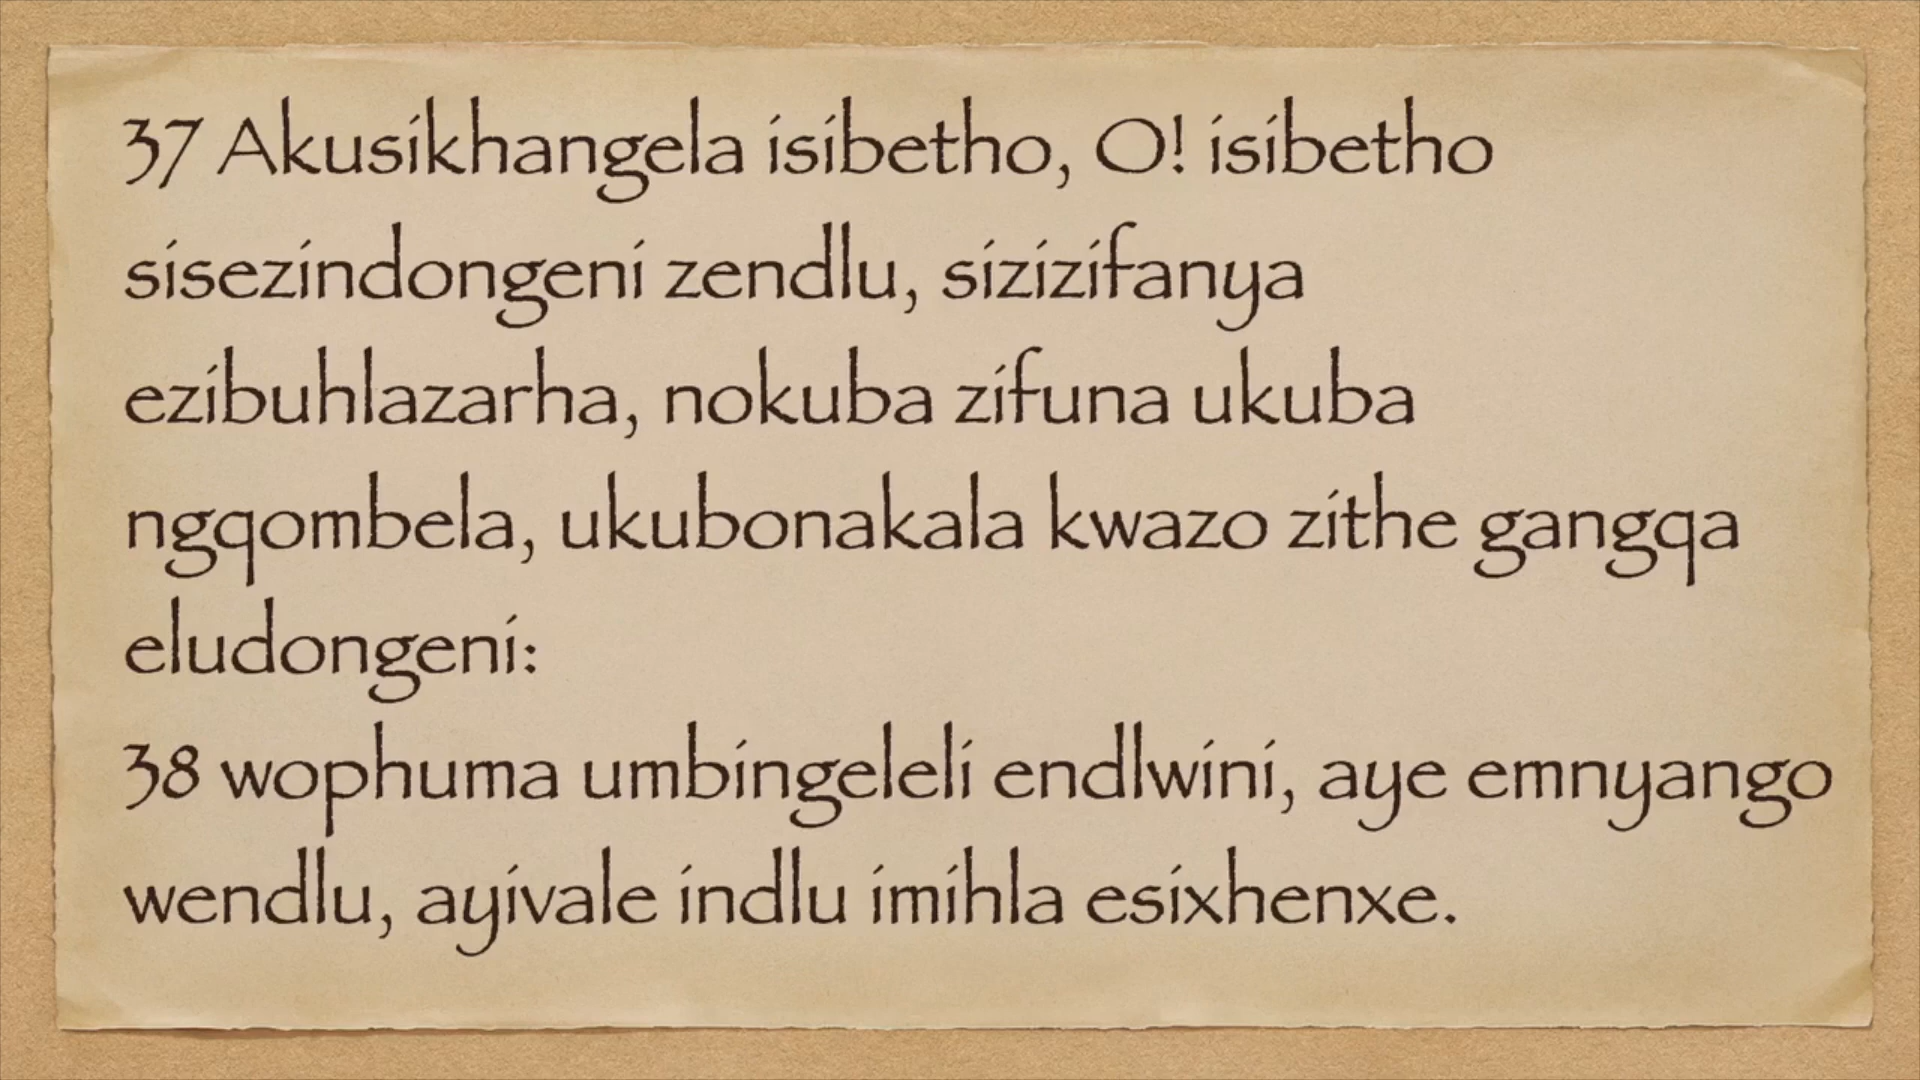 37 Akusikhangela isibetho, O! isibetho
sisezindongeni zendlu, sizizifanya
ezibuhlazarha, nokuba zifuna ukuba
ngqombela, ukubonakala kwazo zithe gangqa
eludongeni:
38 wophuma umbingeleli endlwini, aye emnyango
wendlu, ayivale indlu imihla esixhenxe.